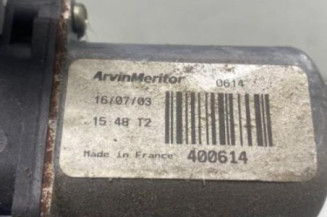 ArvinMeritor 0614
16/07/03
15 48 T2
Made in France 400614